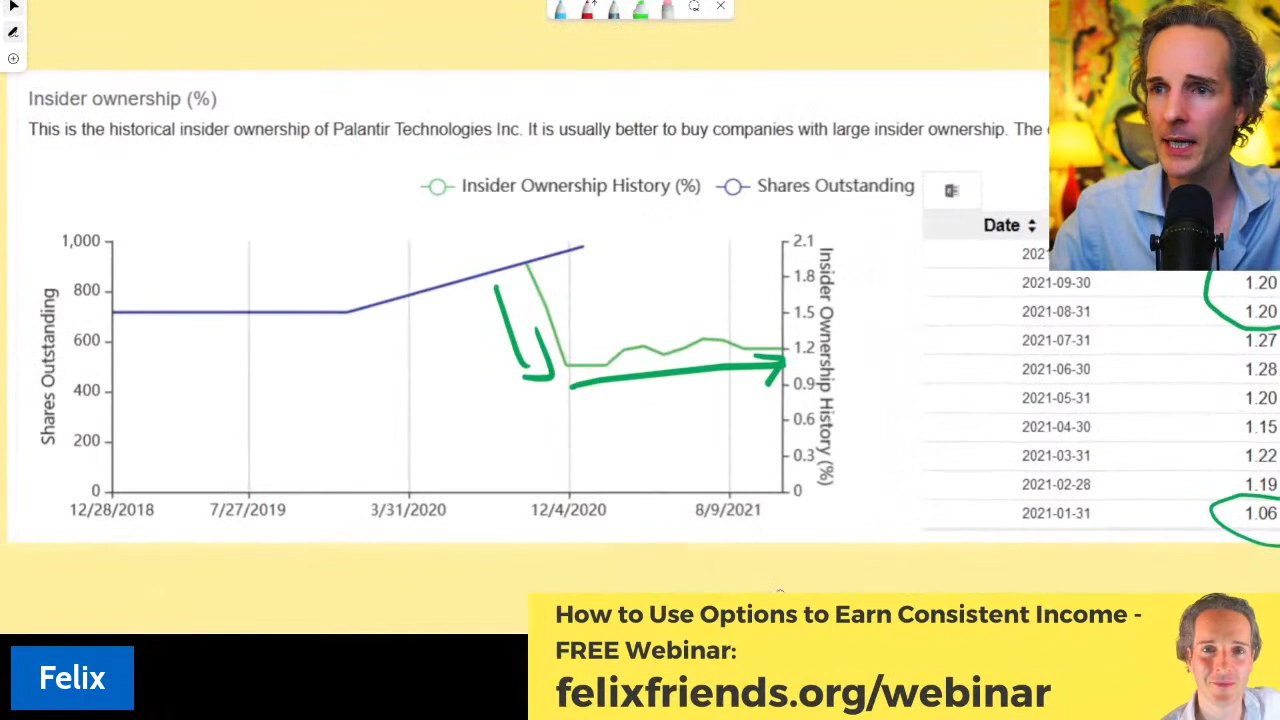 Insider ownership (%)
This is the historical insider ownership of Palantir Technologies Inc. It is usually better to buy companies with large insider ownership. The
Insider Ownership History (%) Shares Outstanding
Date
1,000
800
600
400
200
0
Shares Outstanding
2.1
1.8
1.5
1.2
0.9
0.6
0.3
0
Insider Ownership History (%)
12/28/2018 7/27/2019 3/31/2020 12/4/2020 8/9/2021
2021-09-30 1.20
2021-08-31 1.20
2021-07-31 1.27
2021-06-30 1.28
2021-05-31 1.20
2021-04-30 1.15
2021-03-31 1.22
2021-02-28 1.19
2021-01-31 1.06
How to Use Options to Earn Consistent Income -
FREE Webinar:
felixfriends.org/webinar
Felix